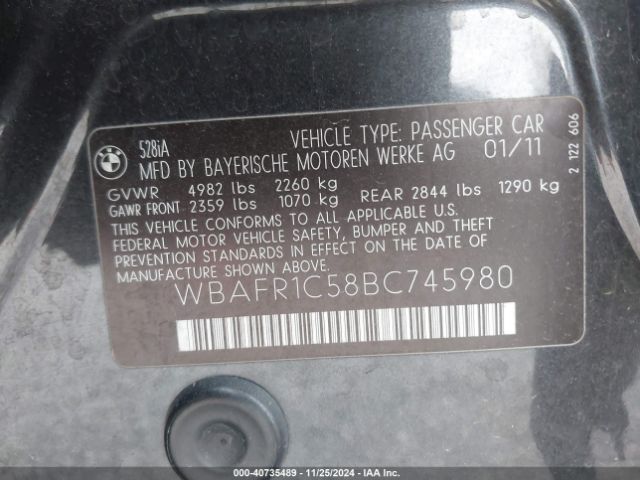 528iA
VEHICLE TYPE: PASSENGER CAR
MFD BY BAYERISCHE MOTOREN WERKE AG 01/11
GVWR 4982 lbs 2260 kg
GAWR FRONT 2359 lbs 1070 kg REAR 2844 lbs 1290 kg
THIS VEHICLE CONFORMS TO ALL APPLICABLE U.S.
FEDERAL MOTOR VEHICLE SAFETY, BUMPER AND THEFT
PREVENTION STANDARDS IN EFFECT ON THE DATE OF
MANUFACTURE SHOWN ABOVE.
WBAFR1C58BC745980
2 122 606
000-40735489 - 11/25/2024 - IAA, Inc.